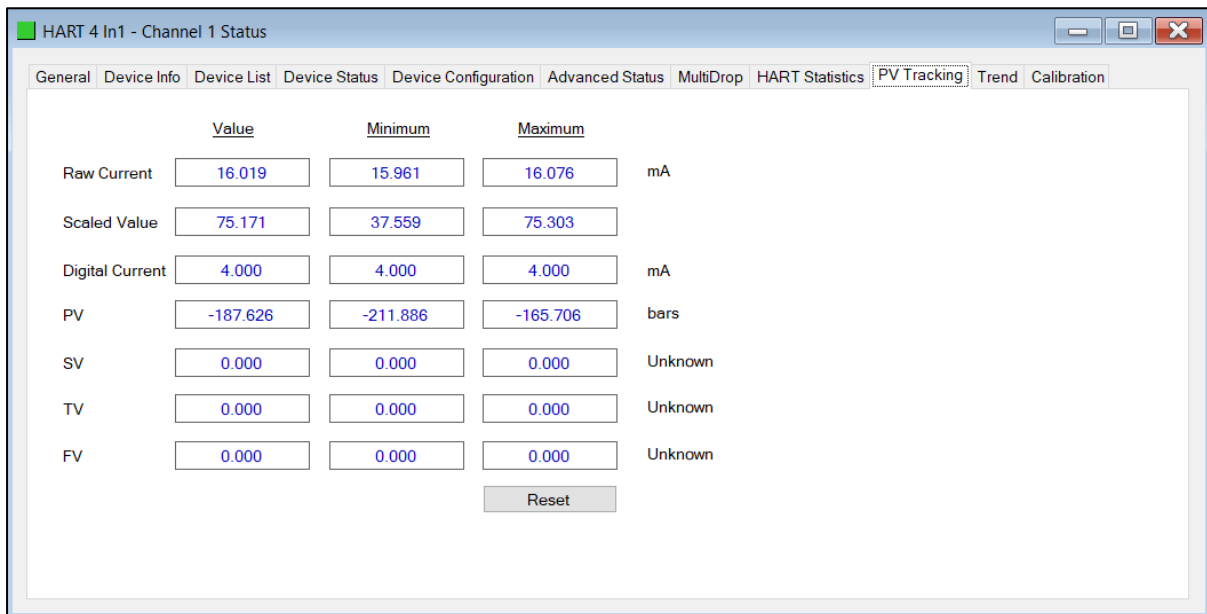 HART 4 In1 - Channel 1 Status
General Device Info Device List Device Status Device Configuration Advanced Status MultiDrop HART Statistics PV Tracking Trend Calibration
Value Minimum Maximum
Raw Current 16.019 15.961 16.076 mA
Scaled Value 75.171 37.559 75.303
Digital Current 4.000 4.000 4.000 mA
PV -187.626 -211.886 -165.706 bars
SV 0.000 0.000 0.000 Unknown
TV 0.000 0.000 0.000 Unknown
FV 0.000 0.000 0.000 Unknown
Reset